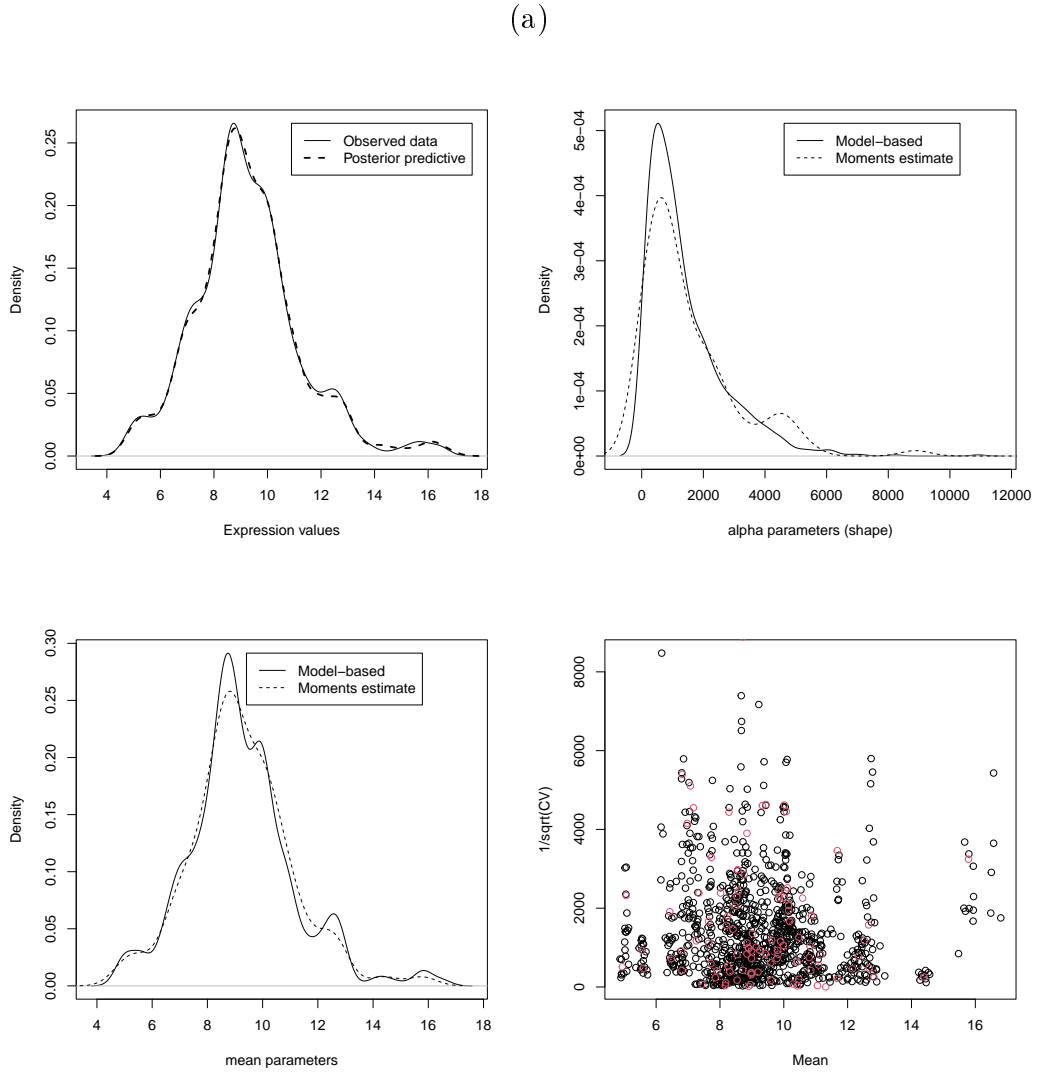 (a)
Observed data
Posterior predictive
Density
0.00 0.05 0.10 0.15 0.20 0.25
4 6 8 10 12 14 16 18
Expression values
Model−based
Moments estimate
Density
0e+00 1e−04 2e−04 3e−04 4e−04 5e−04
0 2000 4000 6000 8000 10000 12000
alpha parameters (shape)
Model−based
Moments estimate
Density
0.00 0.05 0.10 0.15 0.20 0.25 0.30
4 6 8 10 12 14 16 18
mean parameters
1/sqrt(CV)
0 2000 4000 6000 8000
6 8 10 12 14 16
Mean